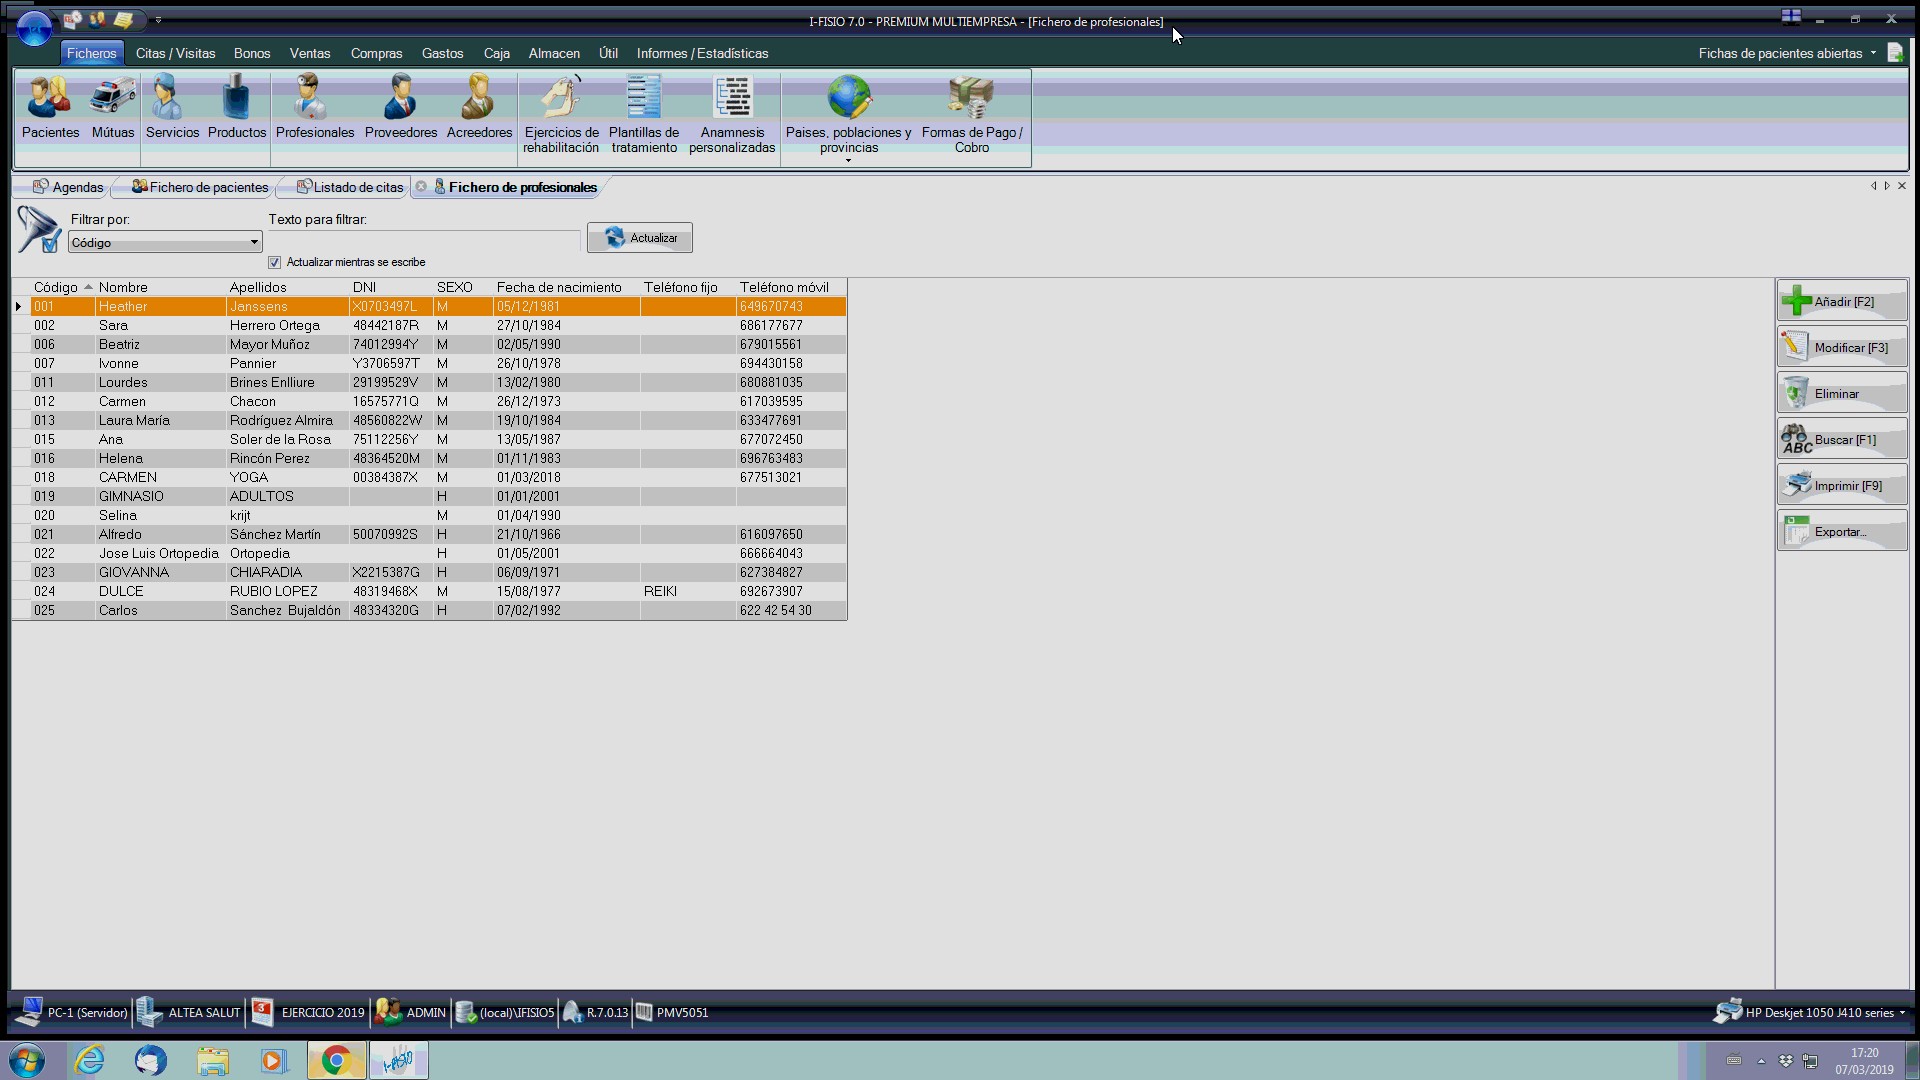 I-FISIO 7.0 - PREMIUM MULTIEMPRESA - [Fichero de profesionales]
Ficheros Citas / Visitas Bonos Ventas Compras Gastos Caja Almacen Útil Informes / Estadísticas Fichas de pacientes abiertas
Pacientes Mútuas Servicios Productos Profesionales Proveedores Acreedores Ejercicios de rehabilitación Plantillas de tratamiento Anamnesis personalizadas Paises, poblaciones y provincias Formas de Pago / Cobro
Agendas Fichero de pacientes Listado de citas Fichero de profesionales
Filtrar por: Texto para filtrar:
Código Actualizar
Actualizar mientras se escribe
Código Nombre Apellidos DNI SEXO Fecha de nacimiento Teléfono fijo Teléfono móvil
001 Heather Janssens X0703497L M 05/12/1981 649670743
002 Sara Herrero Ortega 48442187R M 27/10/1984 686177677
006 Beatriz Mayor Muñoz 74012994Y M 02/05/1990 679015561
007 Ivonne Pannier Y3706597T M 26/10/1978 694430158
011 Lourdes Brines Enlliure 29199529V M 13/02/1980 680881035
012 Carmen Chacon 16575771Q M 26/12/1973 617039595
013 Laura María Rodríguez Almira 48560822W M 19/10/1984 633477691
015 Ana Soler de la Rosa 75112256Y M 13/05/1987 677072450
016 Helena Rincón Perez 48364520M M 01/11/1983 696763483
018 CARMEN YOGA 00384387X M 01/03/2018 677513021
019 GIMNASIO ADULTOS H 01/01/2001
020 Selina krijt M 01/04/1990
021 Alfredo Sánchez Martín 50070992S H 21/10/1966 616097650
022 Jose Luis Ortopedia Ortopedia H 01/05/2001 666664043
023 GIOVANNA CHIARADIA X2215387G H 06/09/1971 627384827
024 DULCE RUBIO LOPEZ 48319468X M 15/08/1977 REIKI 692673907
025 Carlos Sanchez Bujaldón 48334320G H 07/02/1992 622 42 54 30
Añadir [F2]
Modificar [F3]
Eliminar
ABC Buscar [F1]
Imprimir [F9]
Exportar...
PC-1 (Servidor) ALTEA SALUT 3 EJERCICIO 2019 ADMIN (local)\IFISIO5 R.7.0.13 PMV5051 HP Deskjet 1050 J410 series
I-FISIO
17:20
07/03/2019